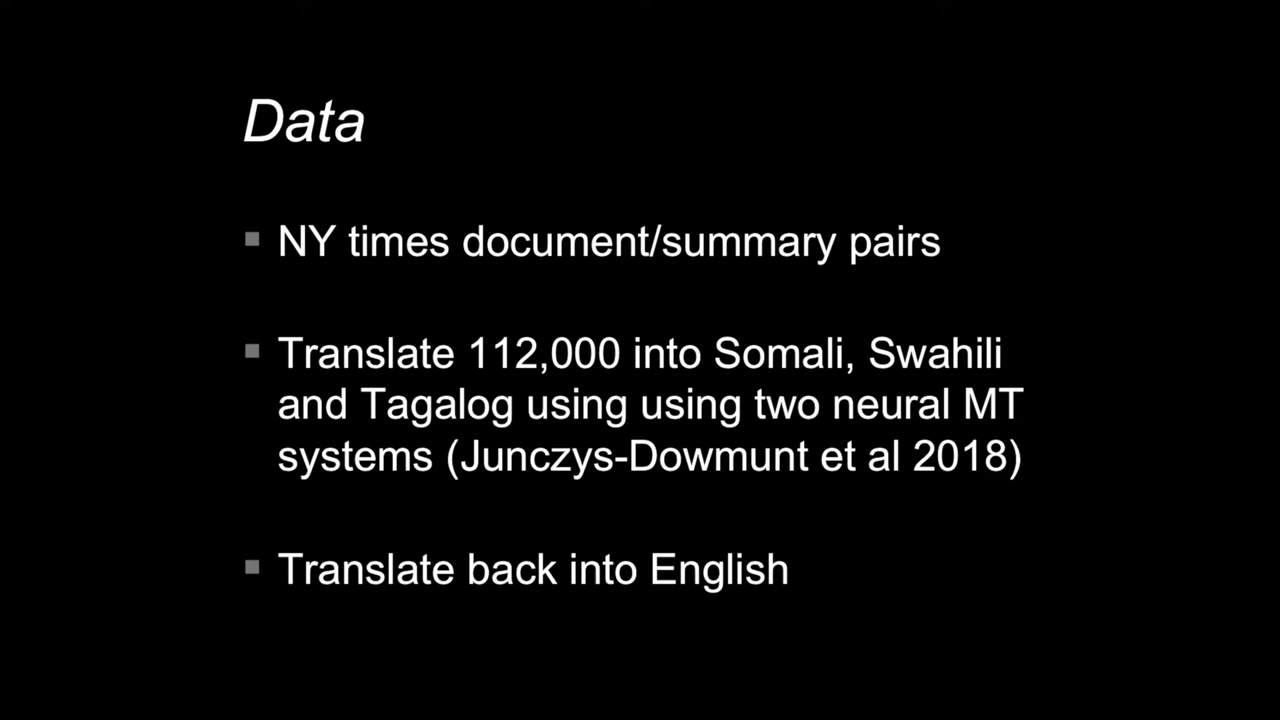 Data
NY times document/summary pairs
Translate 112,000 into Somali, Swahili
and Tagalog using using two neural MT
systems (Junczys-Dowmunt et al 2018)
Translate back into English